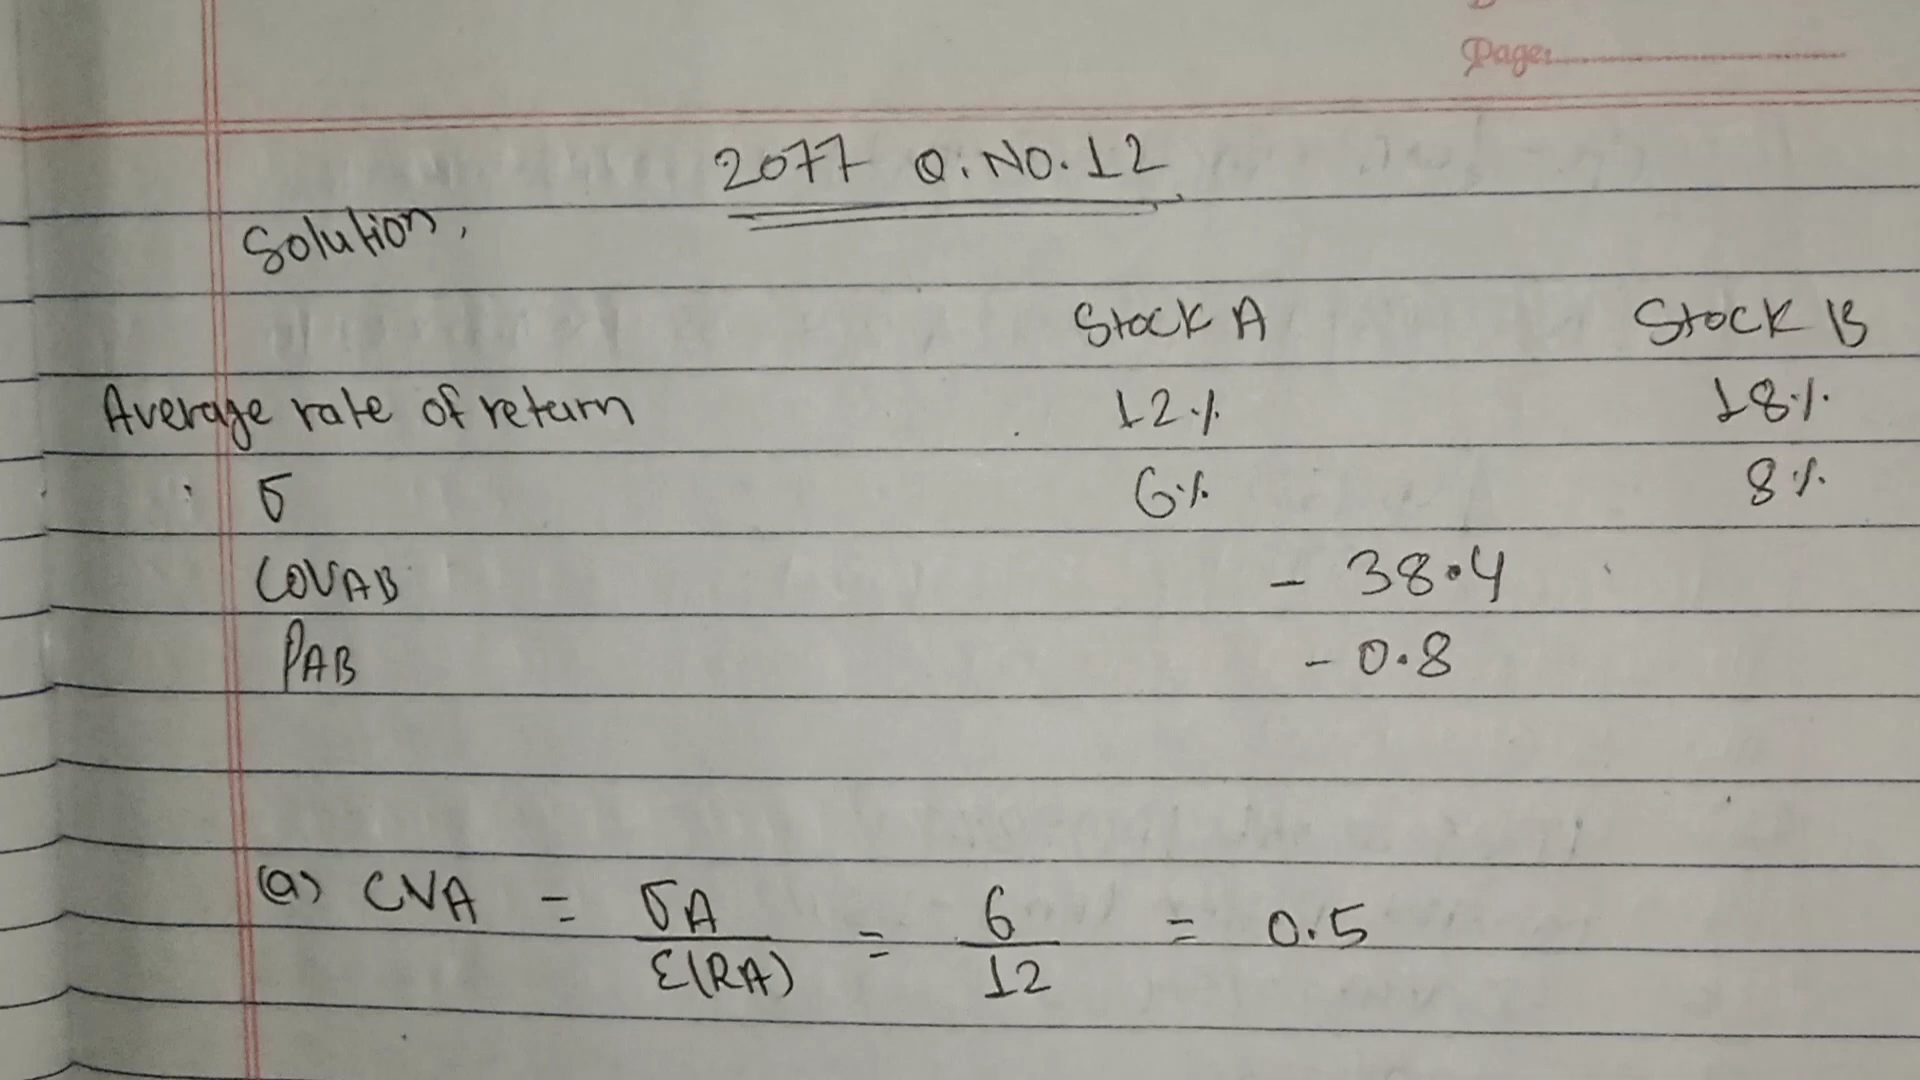 Page:
2077 Q. NO. 12
Solution,
Stock A Stock B
Average rate of return 12% 18%
σ 6% 8%
COVAB - 38.4
PAB - 0.8
(a) CVA = σA / E(RA) = 6 / 12 = 0.5